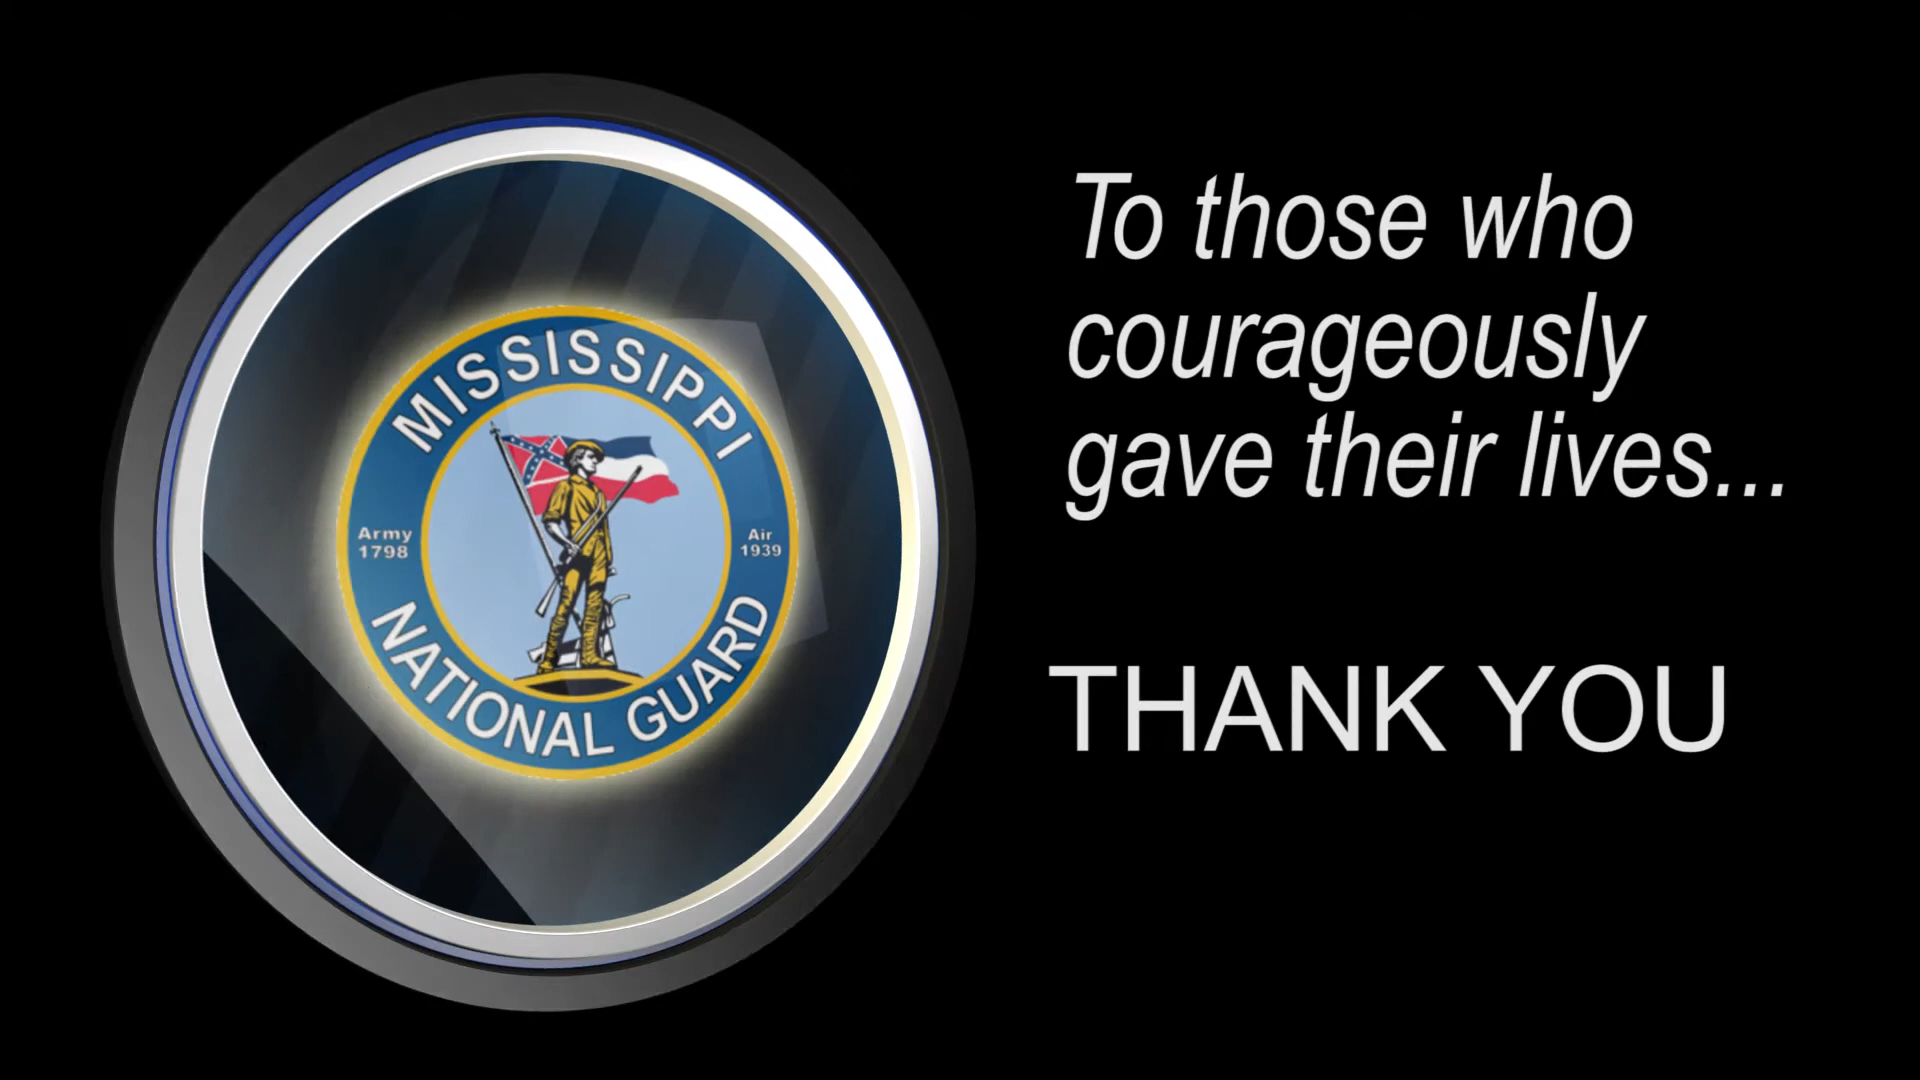 MISSISSIPPI
Army
1798
Air
1939
NATIONAL GUARD
To those who
courageously
gave their lives...
THANK YOU